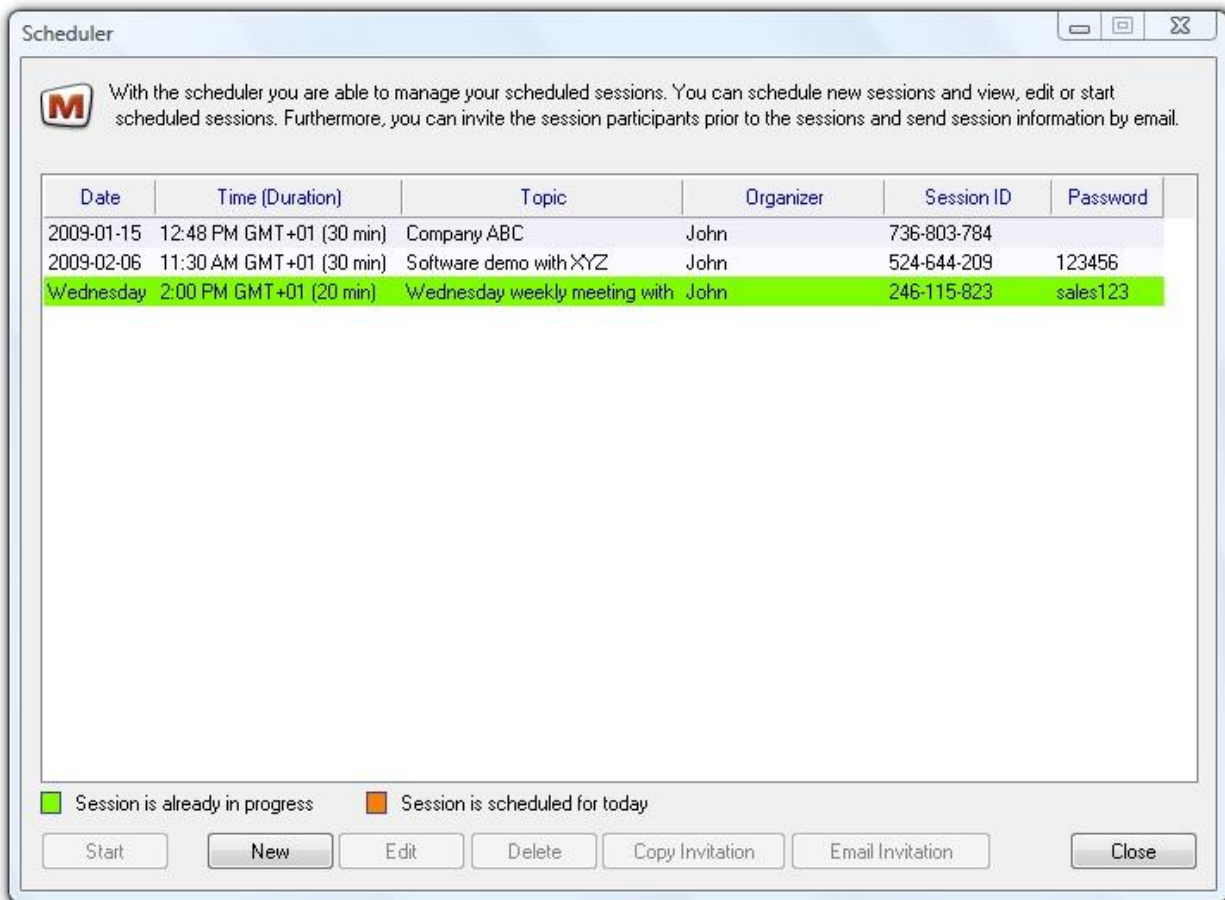 Scheduler
M
With the scheduler you are able to manage your scheduled sessions. You can schedule new sessions and view, edit or start
scheduled sessions. Furthermore, you can invite the session participants prior to the sessions and send session information by email.
Date Time (Duration) Topic Organizer Session ID Password
2009-01-15 12:48 PM GMT+01 (30 min) Company ABC John 736-803-784
2009-02-06 11:30 AM GMT+01 (30 min) Software demo with XYZ John 524-644-209 123456
Wednesday 2:00 PM GMT+01 (20 min) Wednesday weekly meeting with John 246-115-823 sales123
Session is already in progress Session is scheduled for today
Start New Edit Delete Copy Invitation Email Invitation Close